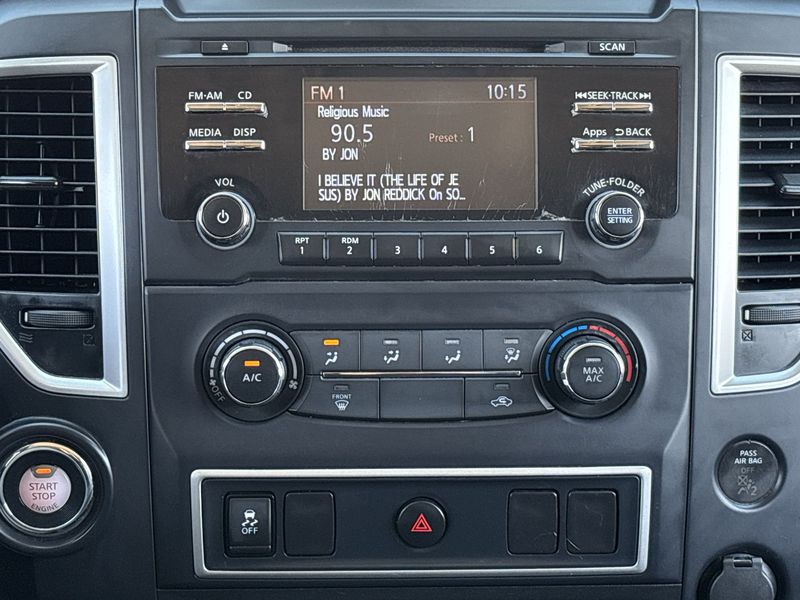 SCAN
FM·AM CD
MEDIA DISP
VOL
FM 1 10:15
Religious Music
90.5 Preset : 1
BY JON
I BELIEVE IT (THE LIFE OF JE
SUS) BY JON REDDICK On SO...
SEEK·TRACK
Apps BACK
TUNE·FOLDER
ENTER
SETTING
RPT
1
RDM
2
3
4
5
6
A/C
OFF
FRONT
MAX
A/C
START
STOP
ENGINE
OFF
PASS
AIR BAG
OFF
2